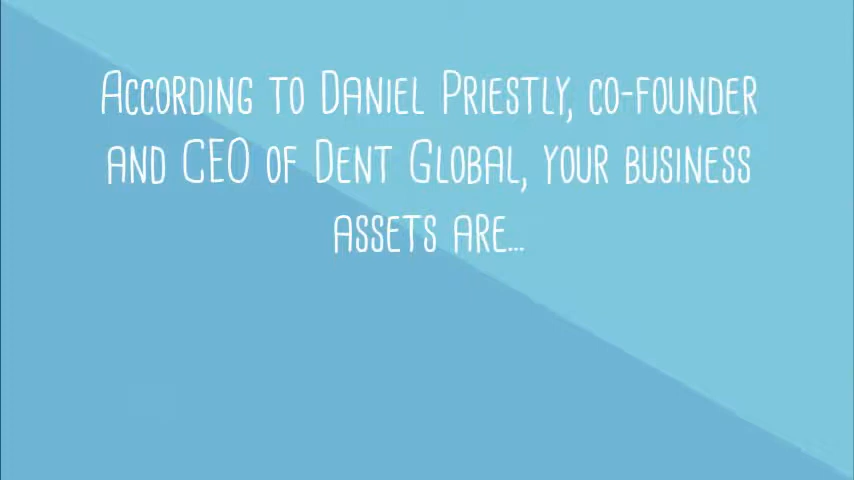 According to Daniel Priestly, co-founder
and CEO of Dent Global, your business
assets are...